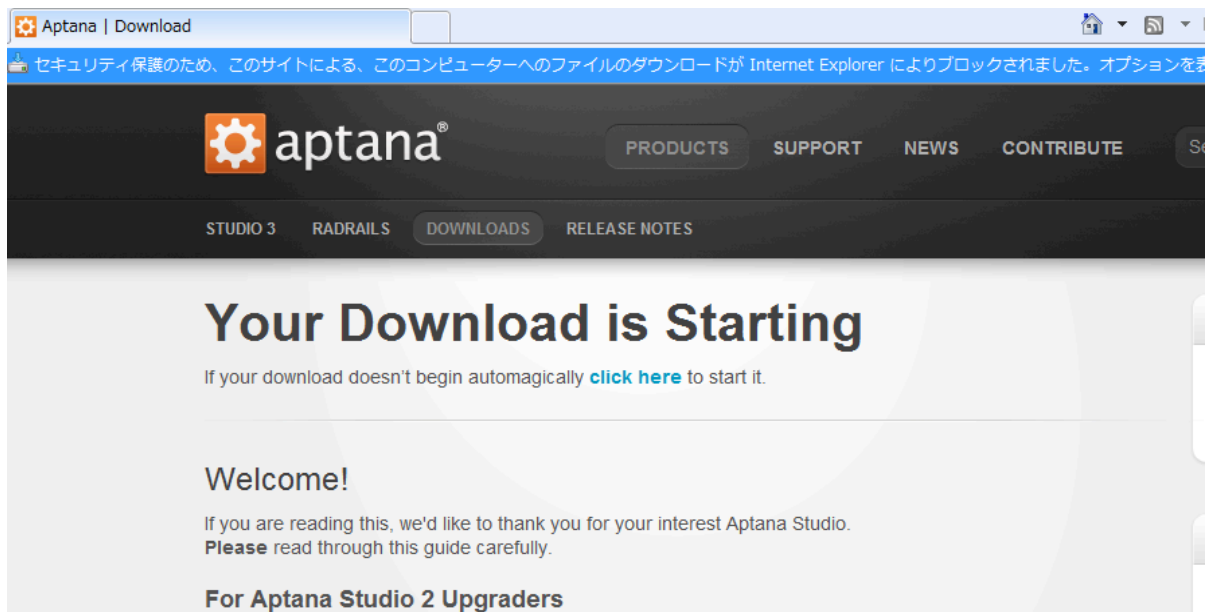 Aptana | Download
セキュリティ保護のため、このサイトによる、このコンピューターへのファイルのダウンロードが Internet Explorer によりブロックされました。オプションを表
aptana®
PRODUCTS SUPPORT NEWS CONTRIBUTE Se
STUDIO 3 RADRAILS DOWNLOADS RELEASE NOTES
Your Download is Starting
If your download doesn't begin automagically click here to start it.
Welcome!
If you are reading this, we'd like to thank you for your interest Aptana Studio.
Please read through this guide carefully.
For Aptana Studio 2 Upgraders